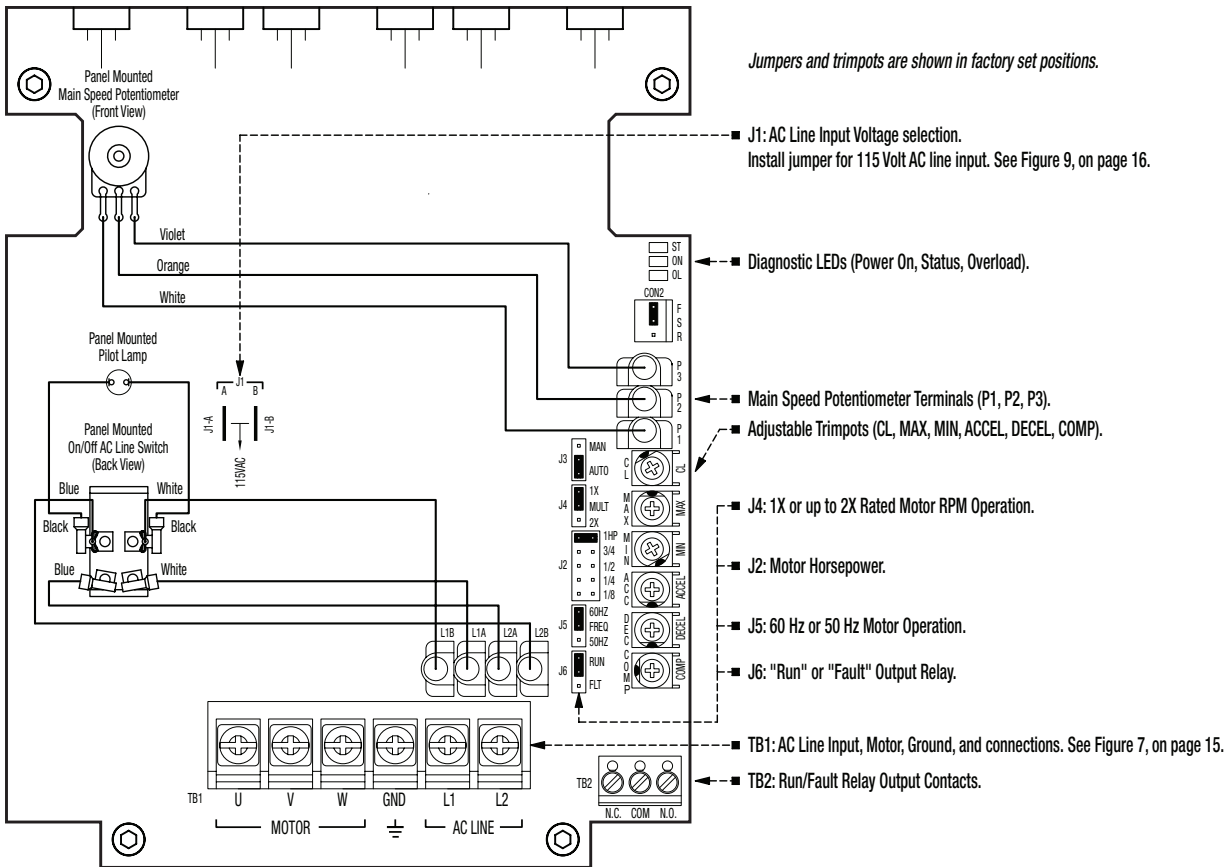 Jumpers and trimpots are shown in factory set positions.
Panel Mounted
Main Speed Potentiometer
(Front View)
J1: AC Line Input Voltage selection.
Install jumper for 115 Volt AC line input. See Figure 9, on page 16.
Violet
Orange
White
ST
ON
OL
Diagnostic LEDs (Power On, Status, Overload).
CON2
F
S
R
Panel Mounted
Pilot Lamp
J1
A
B
J1-A
J1-B
115VAC
P3
P2
P1
Main Speed Potentiometer Terminals (P1, P2, P3).
Adjustable Trimpots (CL, MAX, MIN, ACCEL, DECEL, COMP).
Panel Mounted
On/Off AC Line Switch
(Back View)
Blue
White
Black
Black
Blue
White
J3
MAN
AUTO
J4
1X
MULT
2X
J2
1HP
3/4
1/2
1/4
1/8
J5
60HZ
FREQ
50HZ
J6
RUN
FLT
CL
CL
MAX
MAX
MIN
MIN
ACC
ACCEL
DEC
DECEL
COMP
COMP
J4: 1X or up to 2X Rated Motor RPM Operation.
J2: Motor Horsepower.
J5: 60 Hz or 50 Hz Motor Operation.
J6: "Run" or "Fault" Output Relay.
L1B
L1A
L2A
L2B
TB1: AC Line Input, Motor, Ground, and connections. See Figure 7, on page 15.
TB2: Run/Fault Relay Output Contacts.
TB1
U
V
W
GND
L1
L2
MOTOR
AC LINE
TB2
N.C.
COM
N.O.